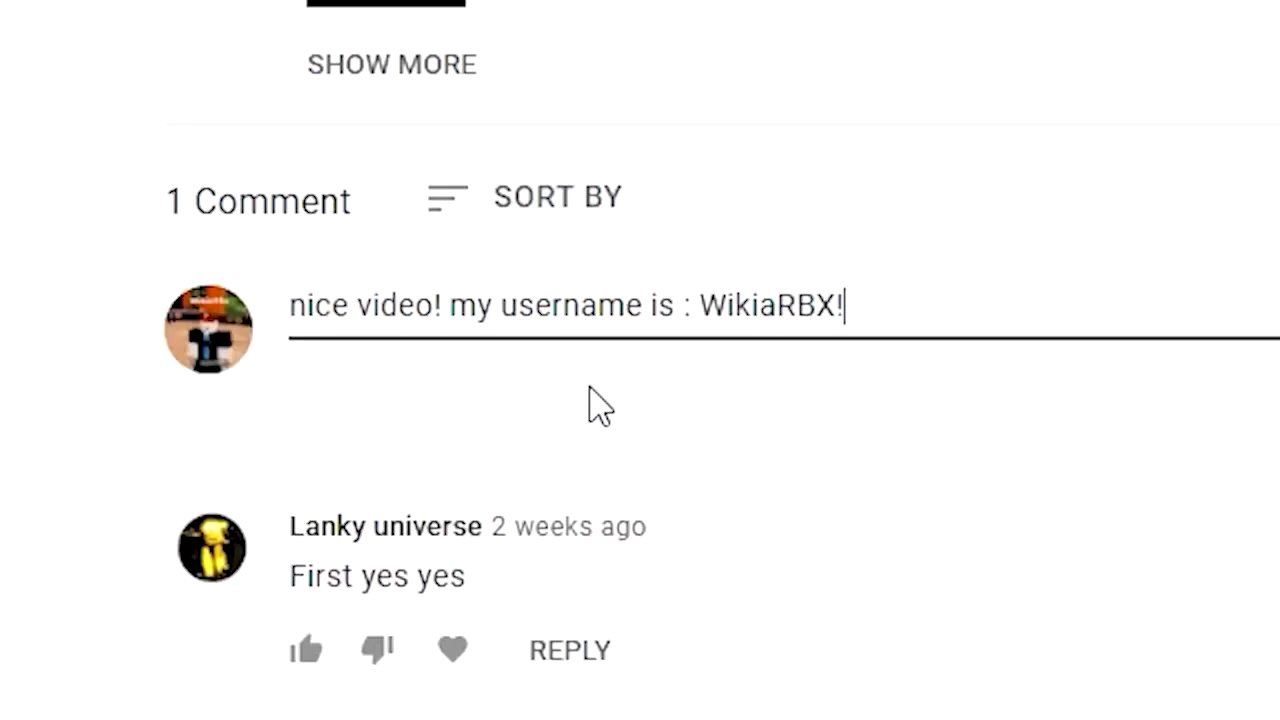 SHOW MORE
1 Comment SORT BY
nice video! my username is : WikiaRBX!
Lanky universe 2 weeks ago
First yes yes
REPLY